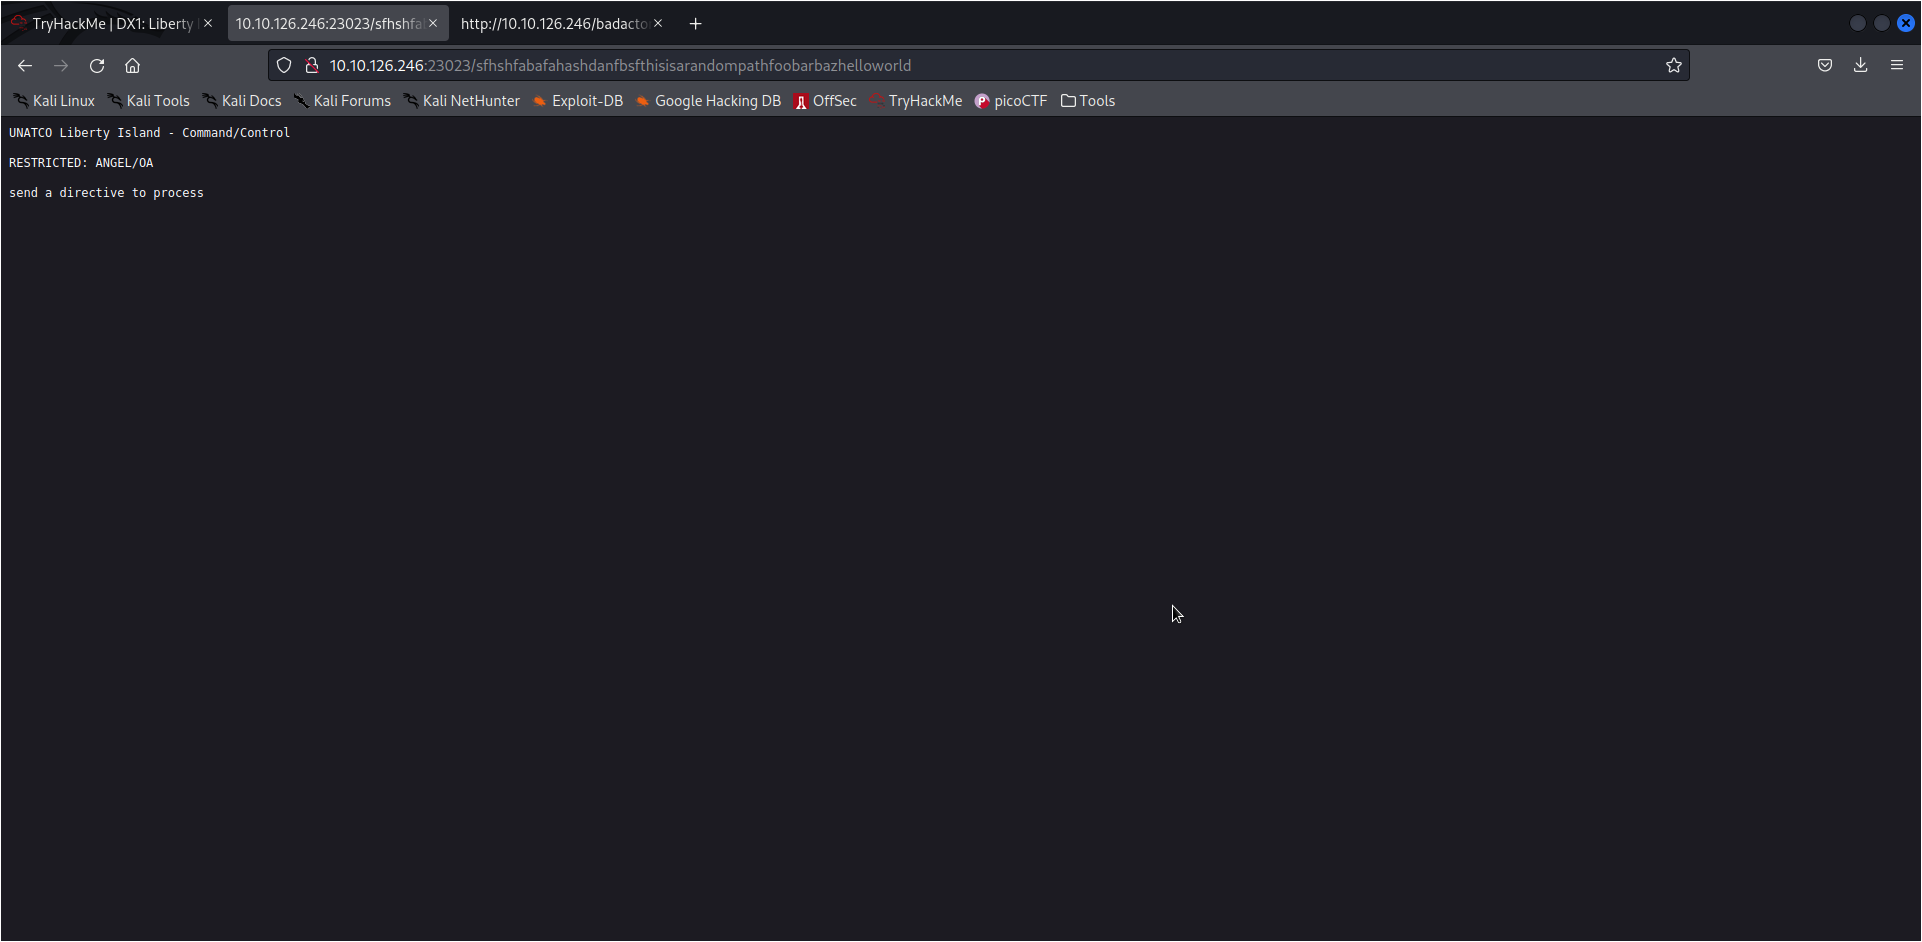 TryHackMe | DX1: Liberty
10.10.126.246:23023/sfhshfa
http://10.10.126.246/badacto
10.10.126.246:23023/sfhshfabafahashdanfbsfthisisarandompathfoobarbazhelloworld
Kali Linux Kali Tools Kali Docs Kali Forums Kali NetHunter Exploit-DB Google Hacking DB OffSec TryHackMe picoCTF Tools
UNATCO Liberty Island - Command/Control
RESTRICTED: ANGEL/OA
send a directive to process